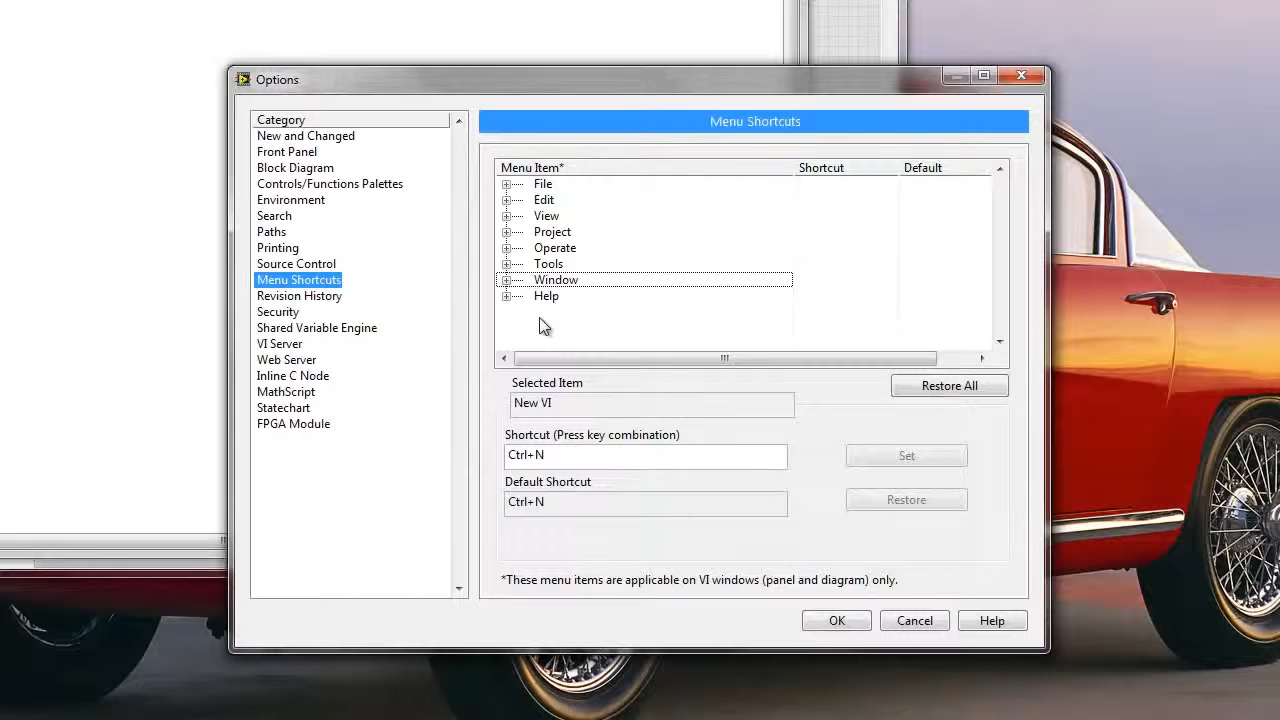 Options
Category
New and Changed
Front Panel
Block Diagram
Controls/Functions Palettes
Environment
Search
Paths
Printing
Source Control
Menu Shortcuts
Revision History
Security
Shared Variable Engine
VI Server
Web Server
Inline C Node
MathScript
Statechart
FPGA Module
Menu Shortcuts
Menu Item* Shortcut Default
File
Edit
View
Project
Operate
Tools
Window
Help
Selected Item
New VI
Restore All
Shortcut (Press key combination)
Ctrl+N
Set
Default Shortcut
Ctrl+N
Restore
*These menu items are applicable on VI windows (panel and diagram) only.
OK Cancel Help